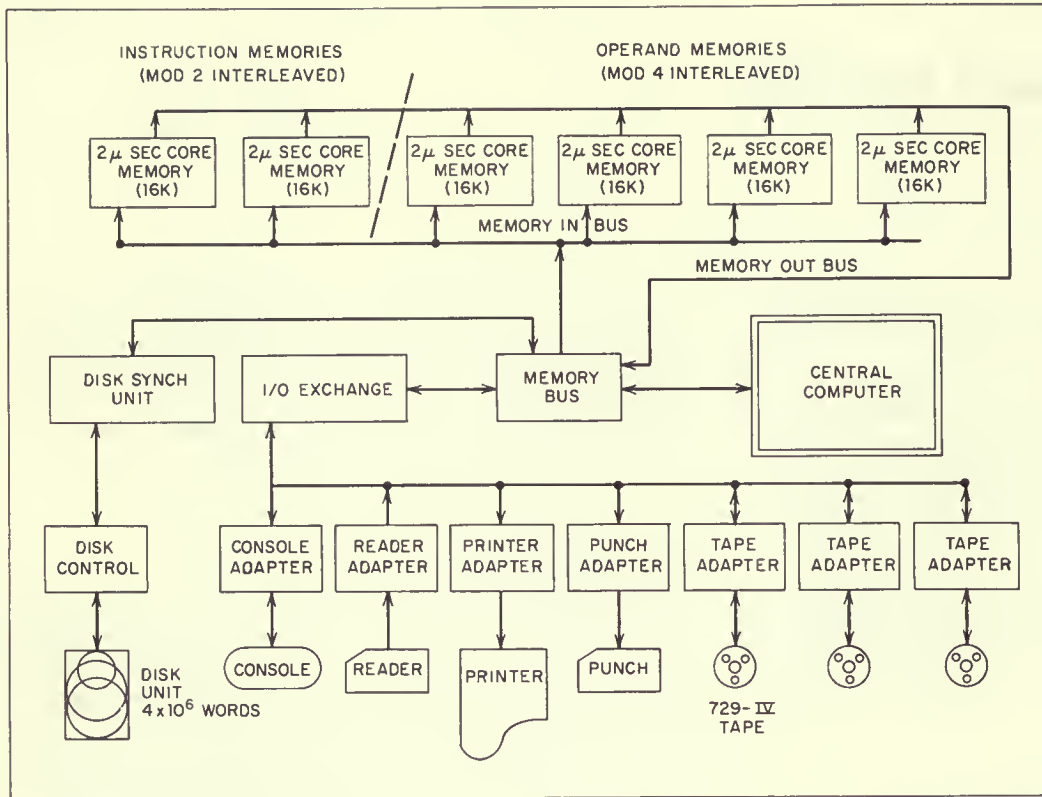 INSTRUCTION MEMORIES
(MOD 2 INTERLEAVED)
OPERAND MEMORIES
(MOD 4 INTERLEAVED)
2μ SEC CORE
MEMORY
(16K)
2μ SEC CORE
MEMORY
(16K)
2μ SEC CORE
MEMORY
(16K)
2μ SEC CORE
MEMORY
(16K)
2μ SEC CORE
MEMORY
(16K)
2μ SEC CORE
MEMORY
(16K)
MEMORY IN BUS
MEMORY OUT BUS
DISK SYNCH
UNIT
I/O EXCHANGE
MEMORY
BUS
CENTRAL
COMPUTER
DISK
CONTROL
CONSOLE
ADAPTER
READER
ADAPTER
PRINTER
ADAPTER
PUNCH
ADAPTER
TAPE
ADAPTER
TAPE
ADAPTER
TAPE
ADAPTER
DISK
UNIT
4x10⁶ WORDS
CONSOLE
READER
PRINTER
PUNCH
729-IV
TAPE